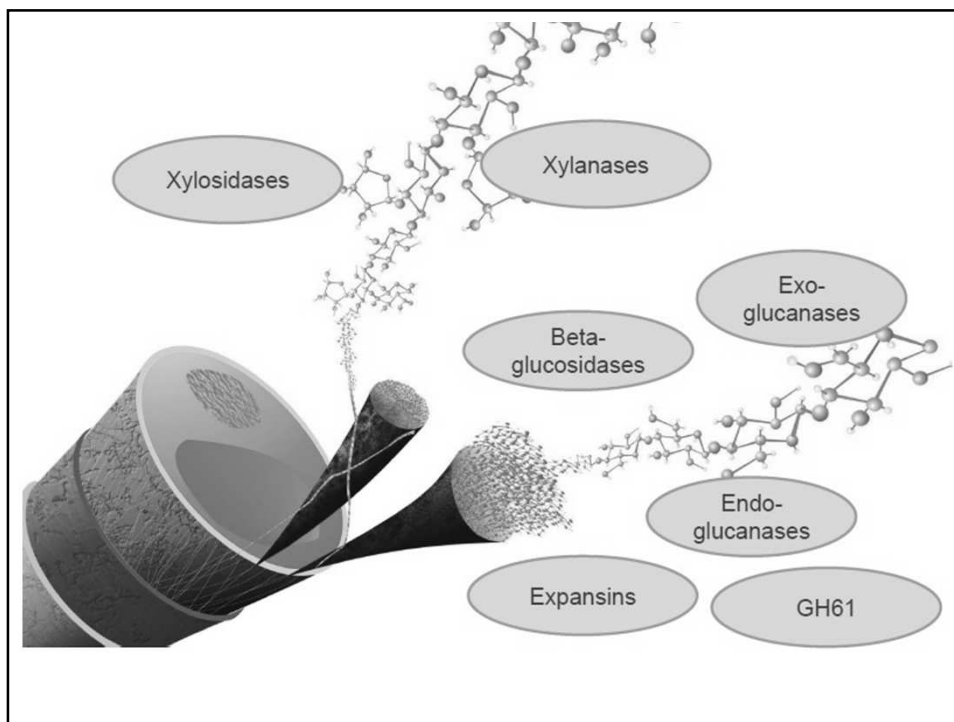 Xylosidases
Xylanases
Exo-
glucanases
Beta-
glucosidases
Endo-
glucanases
Expansins
GH61